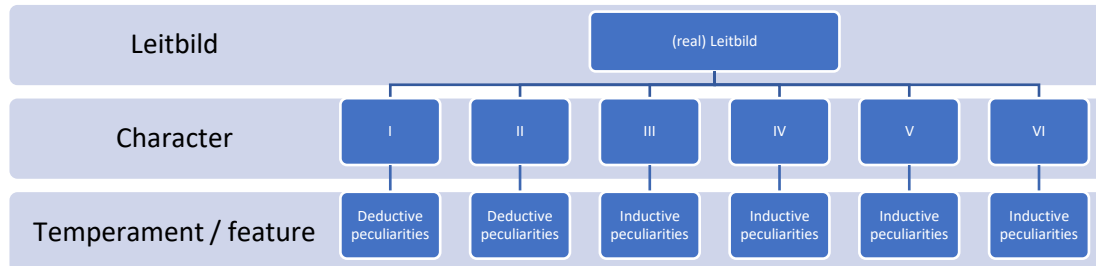 Leitbild
(real) Leitbild
Character
I
II
III
IV
V
VI
Temperament / feature
Deductive
peculiarities
Deductive
peculiarities
Inductive
peculiarities
Inductive
peculiarities
Inductive
peculiarities
Inductive
peculiarities